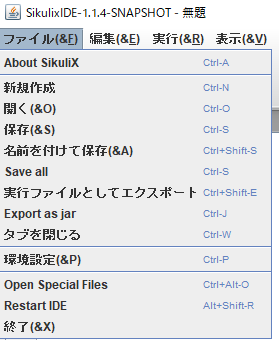 SikulixIDE-1.1.4-SNAPSHOT - 無題
ファイル(&F) 編集(&E) 実行(&R) 表示(&V)
About SikuliX Ctrl-A
新規作成 Ctrl-N
開く(&O) Ctrl-O
保存(&S) Ctrl-S
名前を付けて保存(&A) Ctrl+Shift-S
Save all Ctrl-S
実行ファイルとしてエクスポート Ctrl+Shift-E
Export as jar Ctrl-J
タブを閉じる Ctrl-W
環境設定(&P) Ctrl-P
Open Special Files Ctrl+Alt-O
Restart IDE Alt+Shift-R
終了(&X)